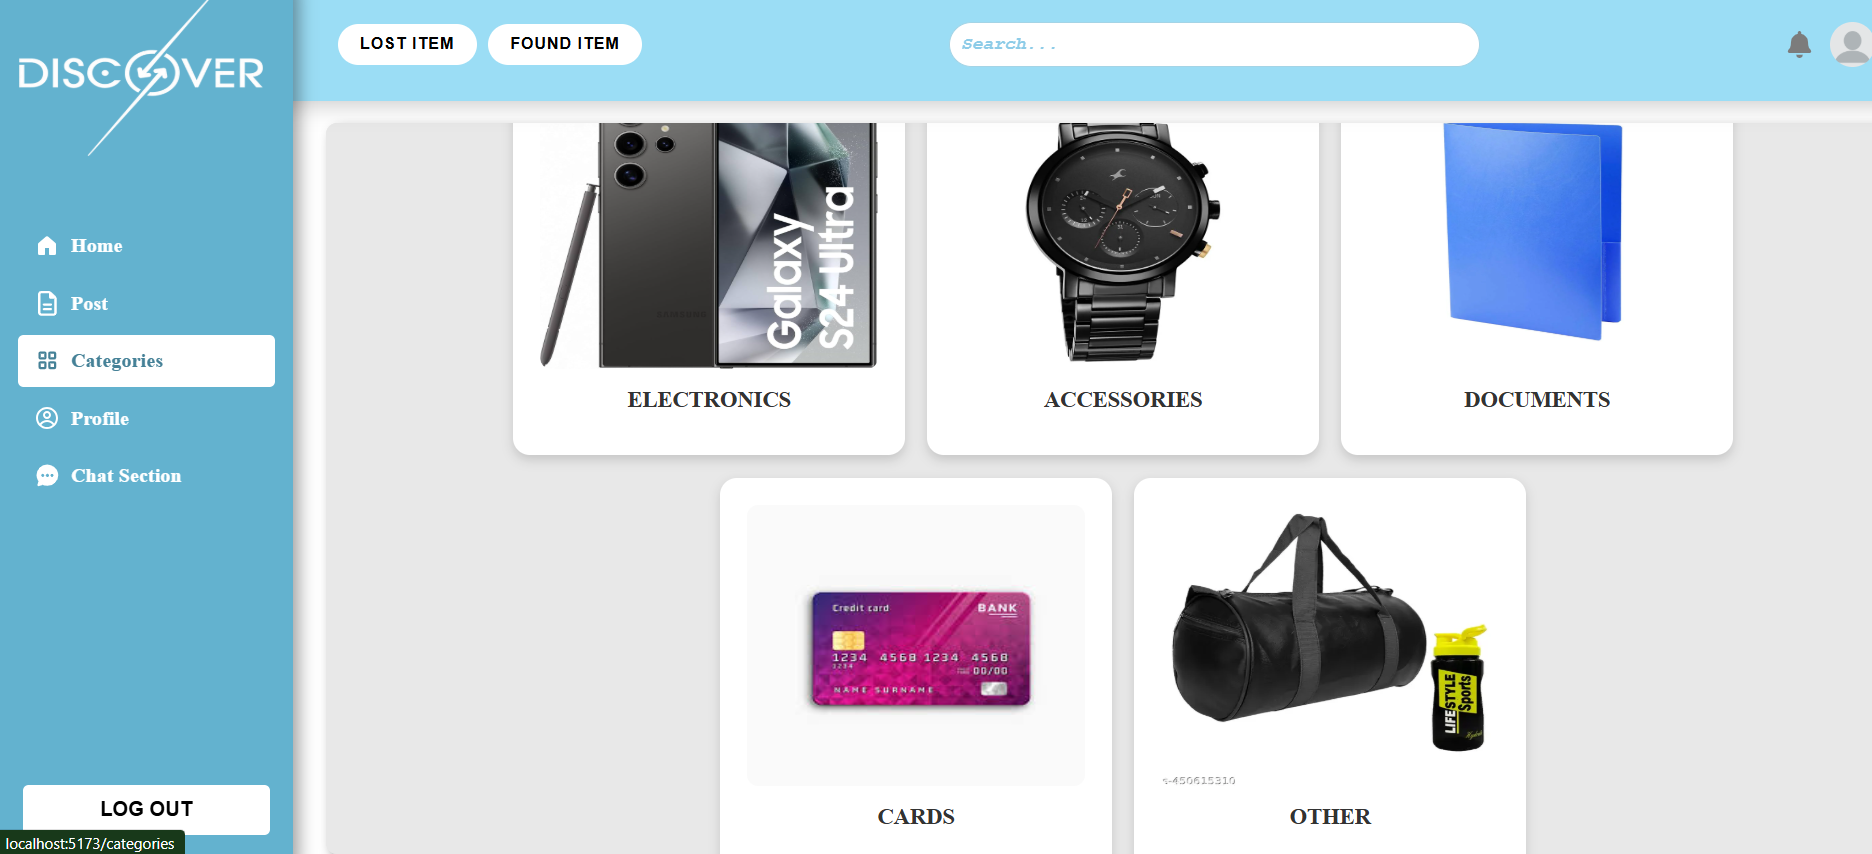 DISCOVER
LOST ITEM
FOUND ITEM
Search...
Home
Post
Categories
Profile
Chat Section
LOG OUT
localhost:5173/categories
Galaxy
S24 Ultra
SAMSUNG
ELECTRONICS
ACCESSORIES
DOCUMENTS
Credit card
BANK
1234 4568 1234 4568
1234
00/00
NAME SURNAME
CARDS
LIFESTYLE
Sports
OTHER